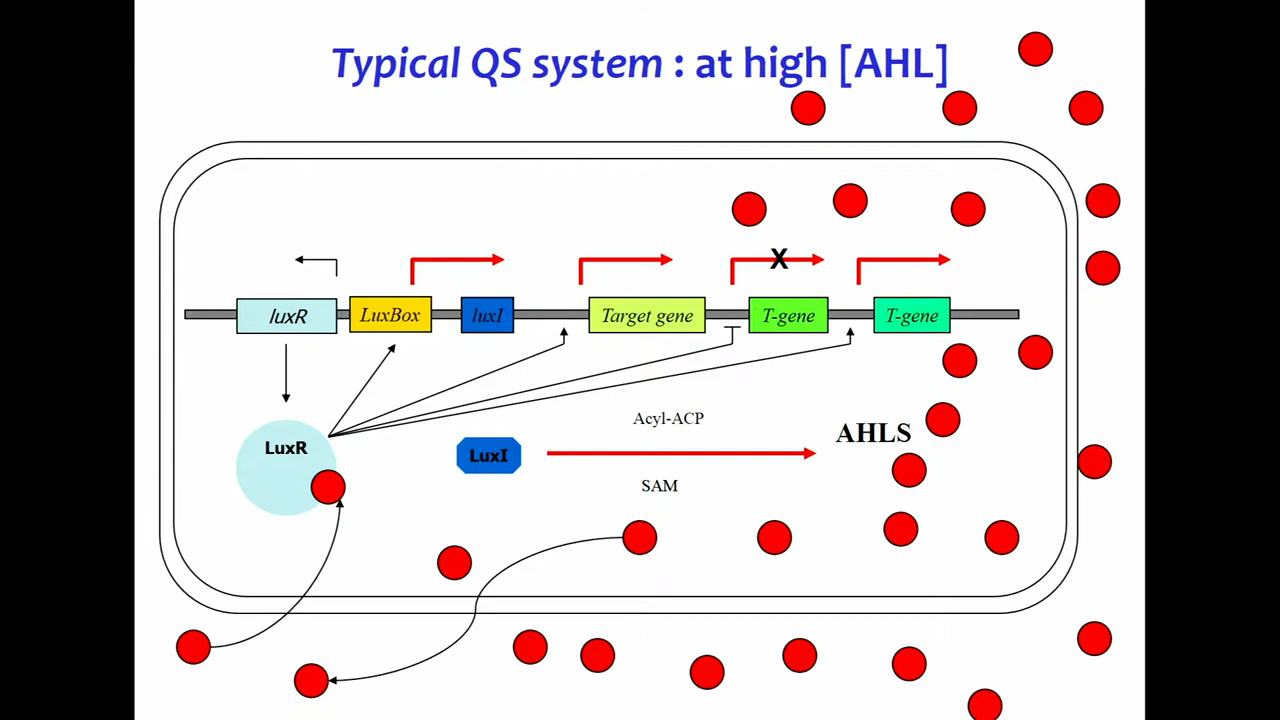 Typical QS system : at high [AHL]
X
luxR
LuxBox
luxI
Target gene
T-gene
T-gene
Acyl-ACP
AHLS
LuxR
LuxI
SAM